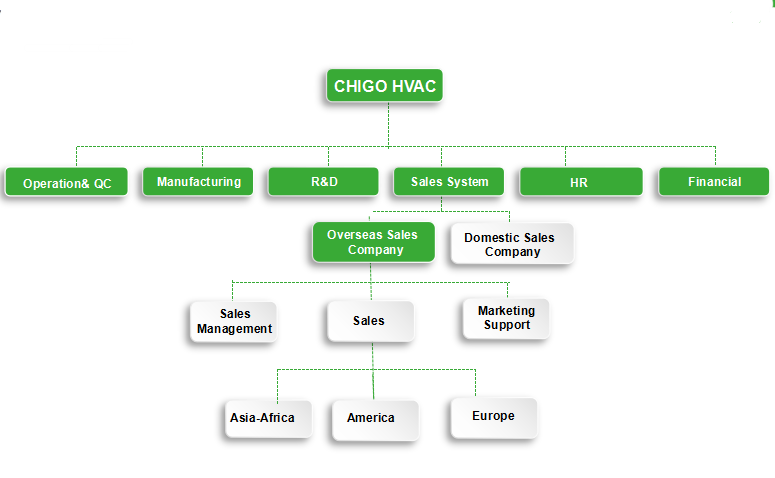 CHIGO HVAC
Operation& QC
Manufacturing
R&D
Sales System
HR
Financial
Overseas Sales
Company
Domestic Sales
Company
Sales
Management
Sales
Marketing
Support
Asia-Africa
America
Europe